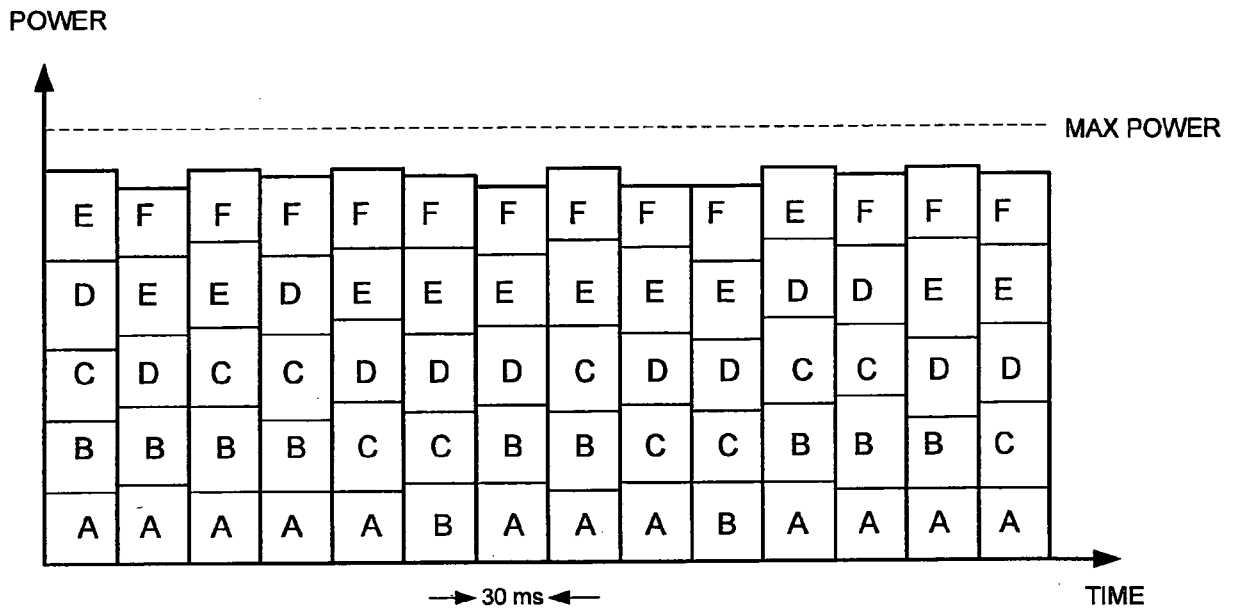 POWER
MAX POWER
E F F F F F F F F F E F F F
D E E D E E E E E E D D E E
C D C C D D D C D D C C D D
B B B B C C B B C C B B B C
A A A A A B A A A B A A A A
30 ms
TIME